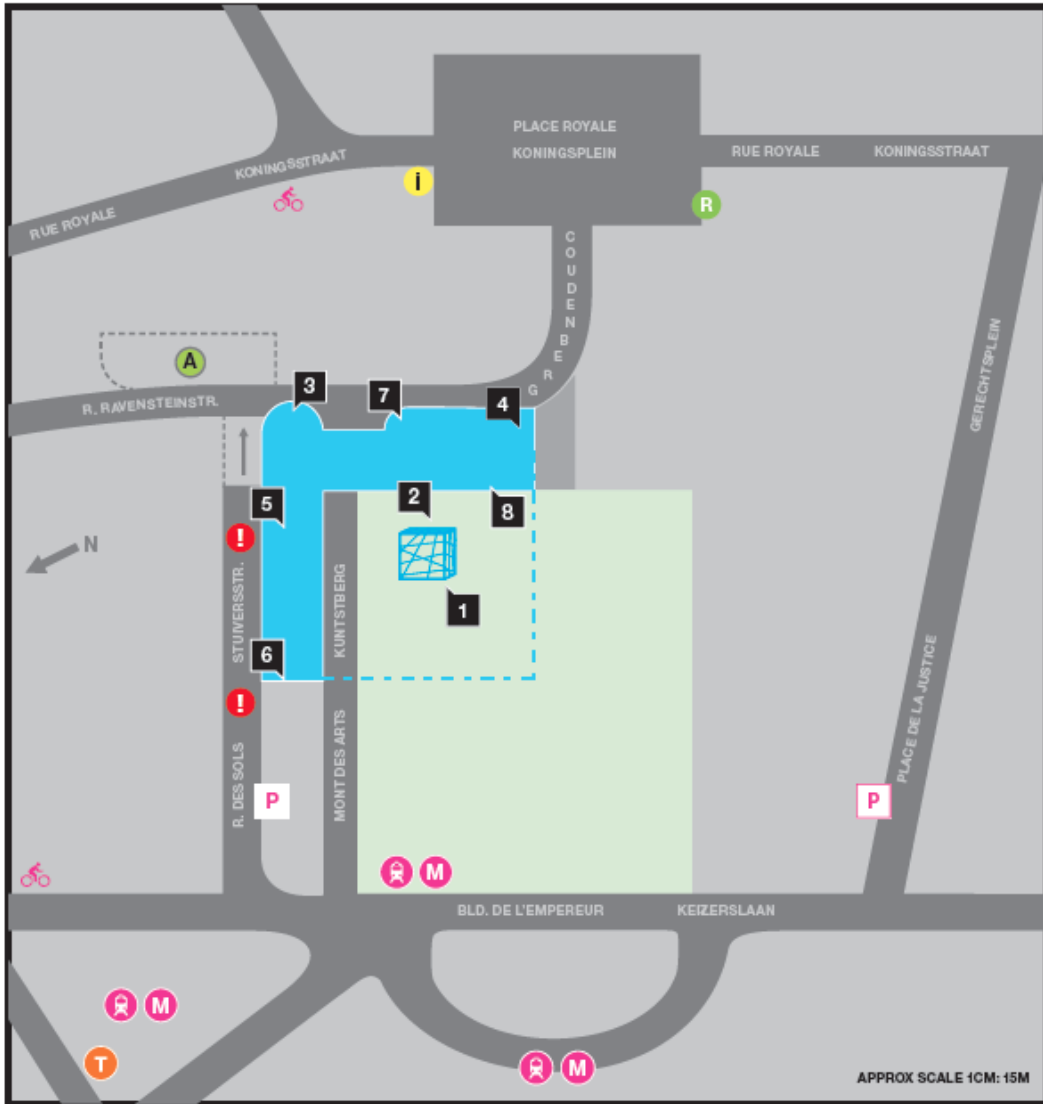 PLACE ROYALE
KONINGSPLEIN
RUE ROYALE KONINGSSTRAAT
KONINGSSTRAAT
RUE ROYALE
i
R
COUDENBERG
A
R. RAVENSTEINSTR.
3
7
4
GERECHTSPLEIN
PLACE DE LA JUSTICE
5
2
8
!
N
STUIVERSSTR.
KUNTSTBERG
1
6
!
R. DES SOLS
MONT DES ARTS
P
P
M
BLD. DE L'EMPEREUR KEIZERSLAAN
M
T
M
APPROX SCALE 1CM: 15M